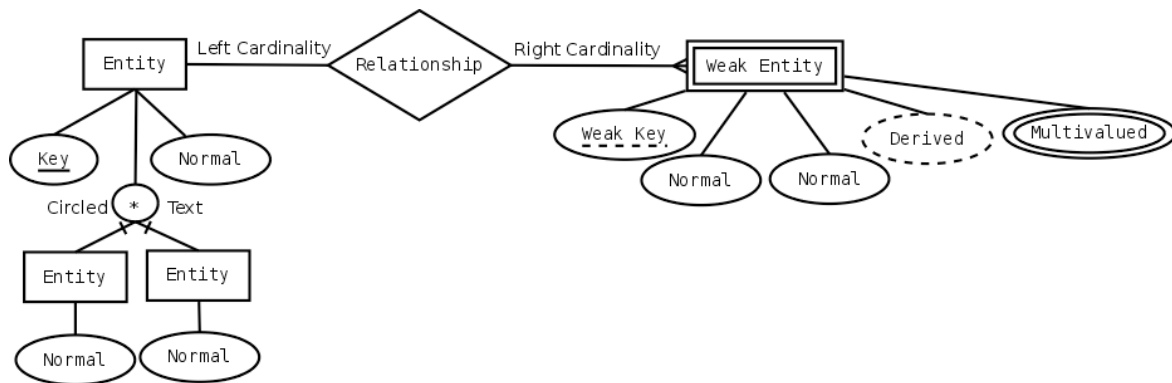 Left Cardinality
Right Cardinality
Entity
Relationship
Weak Entity
Key
Normal
Weak Key
Derived
Multivalued
Normal
Normal
Circled
*
Text
Entity
Entity
Normal
Normal